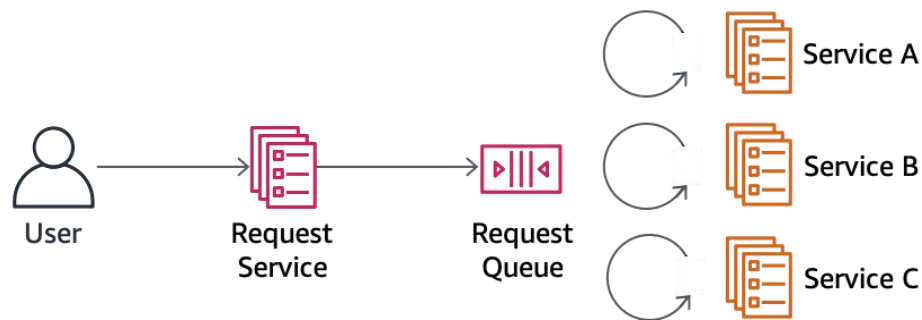 User
Request
Service
Request
Queue
Service A
Service B
Service C